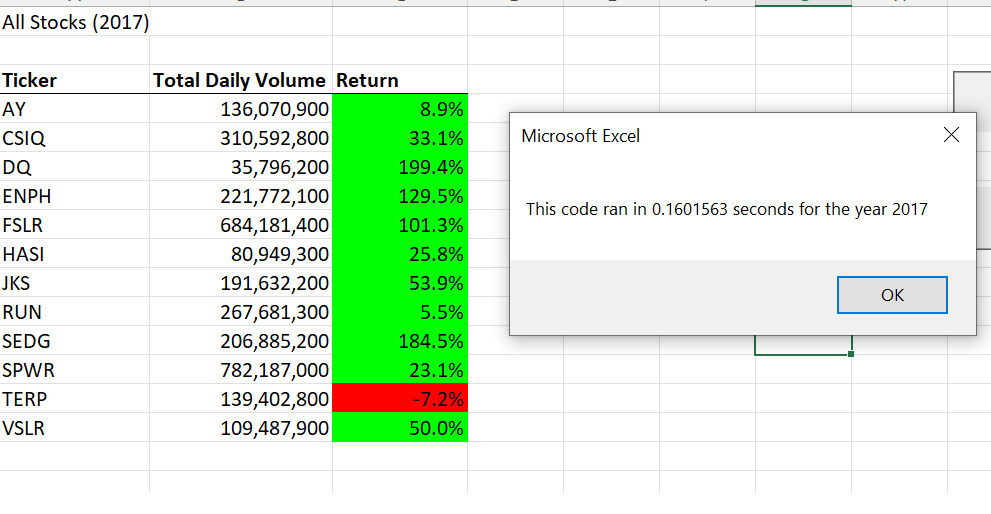 All Stocks (2017)
Ticker Total Daily Volume Return
AY 136,070,900 8.9%
CSIQ 310,592,800 33.1%
DQ 35,796,200 199.4%
ENPH 221,772,100 129.5%
FSLR 684,181,400 101.3%
HASI 80,949,300 25.8%
JKS 191,632,200 53.9%
RUN 267,681,300 5.5%
SEDG 206,885,200 184.5%
SPWR 782,187,000 23.1%
TERP 139,402,800 -7.2%
VSLR 109,487,900 50.0%
Microsoft Excel
This code ran in 0.1601563 seconds for the year 2017
OK